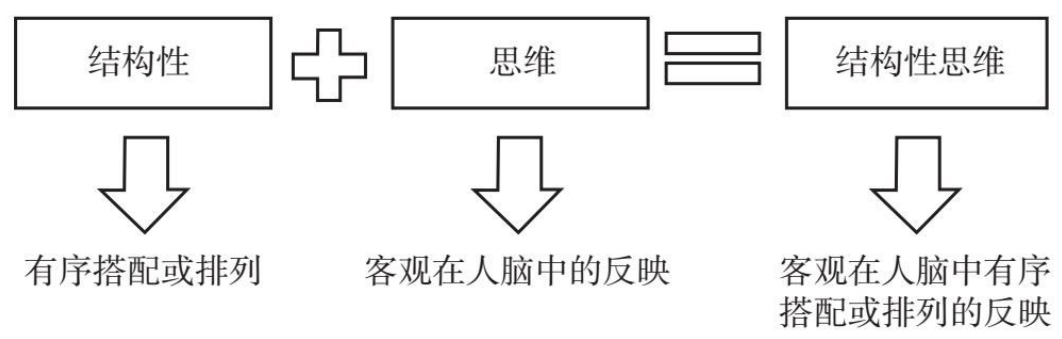 结构性
思维
结构性思维
有序搭配或排列
客观在人脑中的反映
客观在人脑中有序
搭配或排列的反映